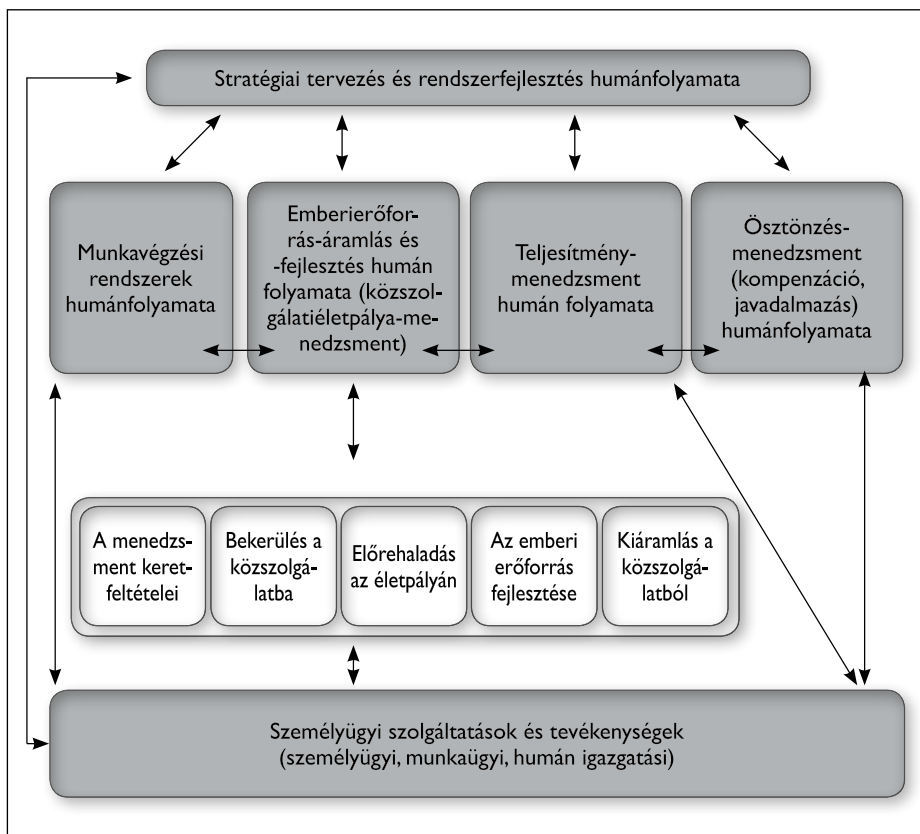 Stratégiai tervezés és rendszerfejlesztés humánfolyamata
Munkavégzési
rendszerek
humánfolyamata
Emberierőfor-
rás-áramlás és
-fejlesztés humán
folyamata (közszol-
gálatiéletpálya-me-
nedzsment)
Teljesítmény-
menedzsment
humán folyamata
Ösztönzés-
menedzsment
(kompenzáció,
javadalmazás)
humánfolyamata
A menedzs-
ment keret-
feltételei
Bekerülés a
közszolgá-
latba
Előrehaladás
az életpályán
Az emberi
erőforrás
fejlesztése
Kiáramlás a
közszolgá-
latból
Személyügyi szolgáltatások és tevékenységek
(személyügyi, munkaügyi, humán igazgatási)